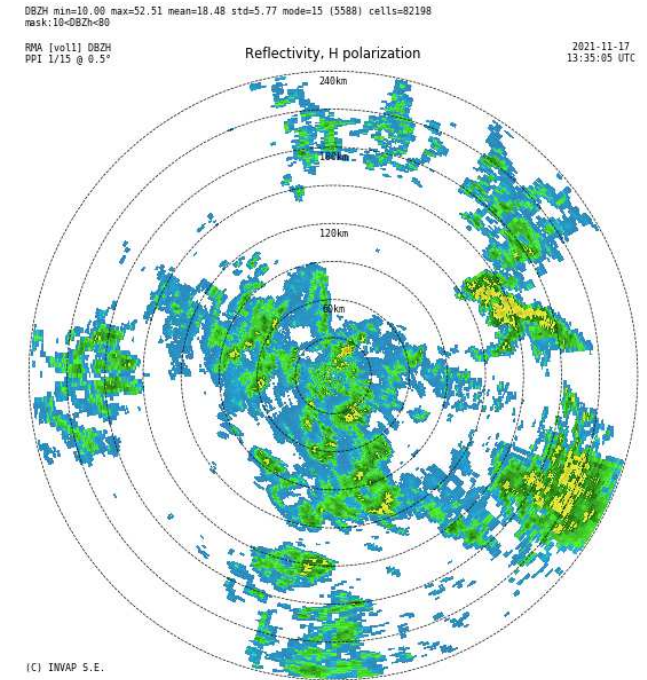 DBZH min=10.00 max=52.51 mean=18.48 std=5.77 mode=15 (5588) cells=82198
mask:10<DBZh<80
RMA [vol1] DBZH
PPI 1/15 @ 0.5°
Reflectivity, H polarization
2021-11-17
13:35:05 UTC
240km
180km
120km
60km
(C) INVAP S.E.